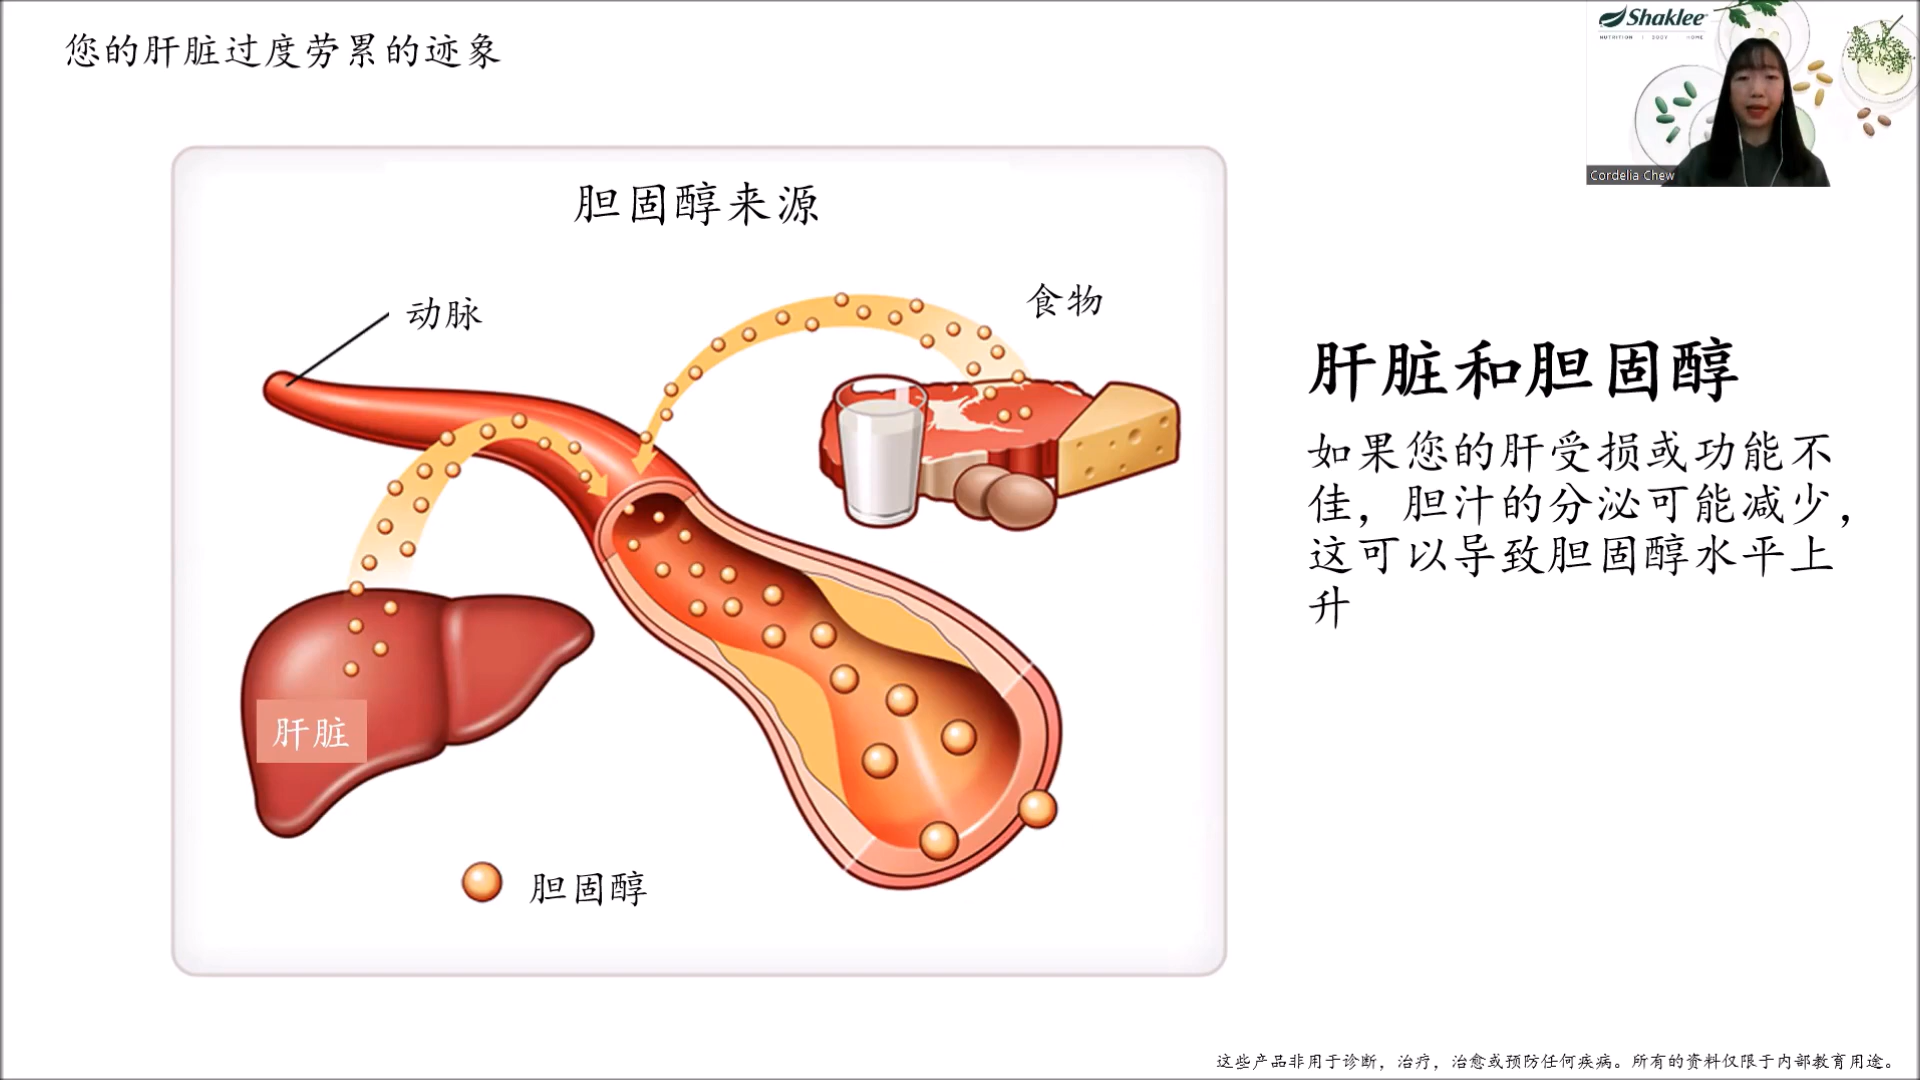 您的肝脏过度劳累的迹象
Shaklee
NUTRITION | BODY | HOME
Cordelia Chew
胆固醇来源
动脉
食物
肝脏
胆固醇
肝脏和胆固醇
如果您的肝受损或功能不
佳，胆汁的分泌可能减少，
这可以导致胆固醇水平上
升
这些产品非用于诊断，治疗，治愈或预防任何疾病。所有的资料仅限于内部教育用途。